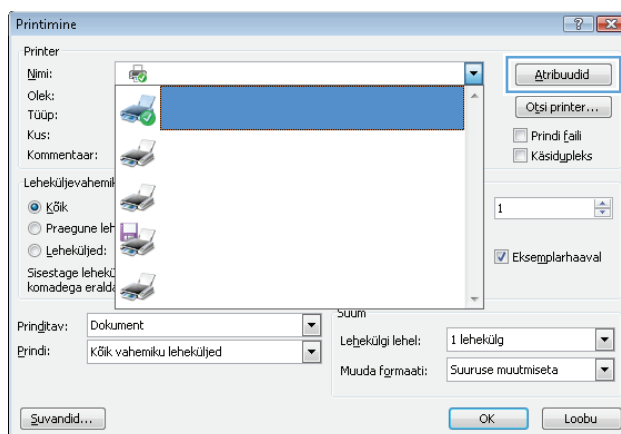 Printimine
Printer
Nimi:
Atribuudid
Olek:
Otsi printer...
Tüüp:
Kus:
Prindi faili
Kommentaar:
Käsidupleks
Leheküljevahemik
Kõik
1
Praegune leh
Leheküljed:
Eksemplarhaaval
Sisestage lehekü
komadega eralda
Suum
Prinditav: Dokument
Lehekülgi lehel: 1 lehekülg
Prindi: Kõik vahemiku leheküljed
Muuda formaati: Suuruse muutmiseta
Suvandid...
OK
Loobu